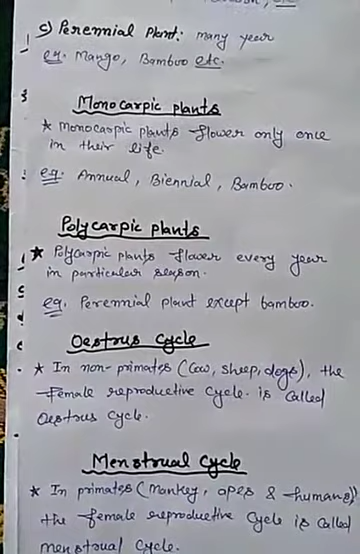 c) Perennial Plant: many year
eg. Mango, Bamboo etc.
Monocarpic plants
* Monocarpic plants flower only once
in their life.
eg: Annual, Biennial, Bamboo.
Polycarpic plants
* Polycarpic plants flower every year
in particular season.
eg. Perennial plant except bamboo.
Oestrus Cycle
* In non-primates (Cow, Sheep, dogs), the
female reproductive cycle. is called
Oestrus cycle.
Menstrual Cycle
* In primates (Mankey, apes & humans)
the female reproductive cycle is called
menstrual cycle.